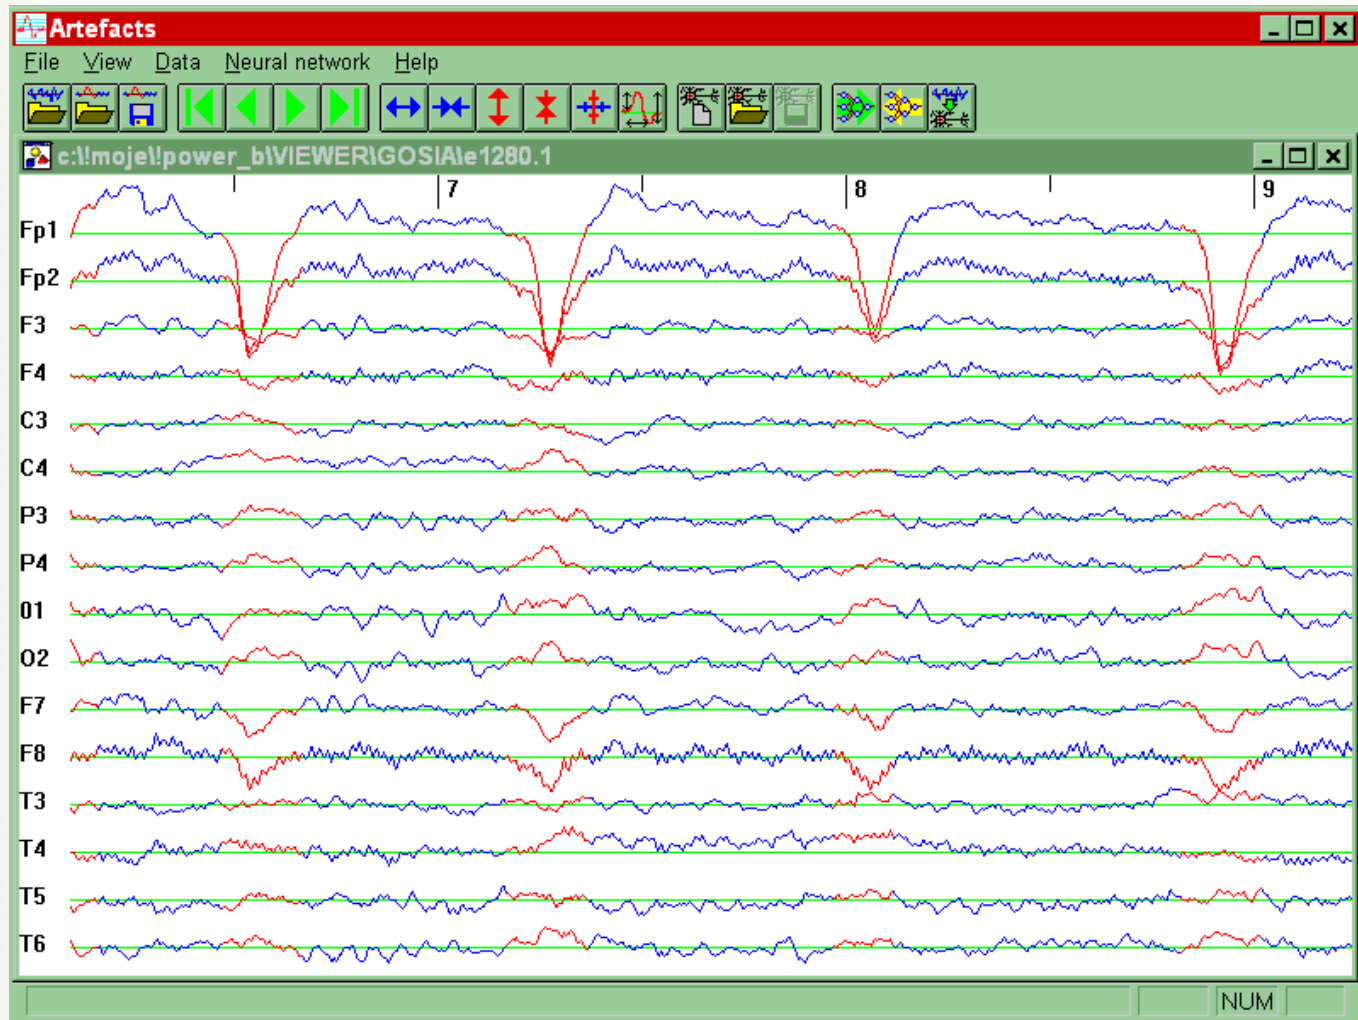 Artefacts
File View Data Neural network Help
c:\!moje\!power_b\VIEWER\GOSIA\e1280.1
7 8 9
Fp1
Fp2
F3
F4
C3
C4
P3
P4
01
02
F7
F8
T3
T4
T5
T6
NUM